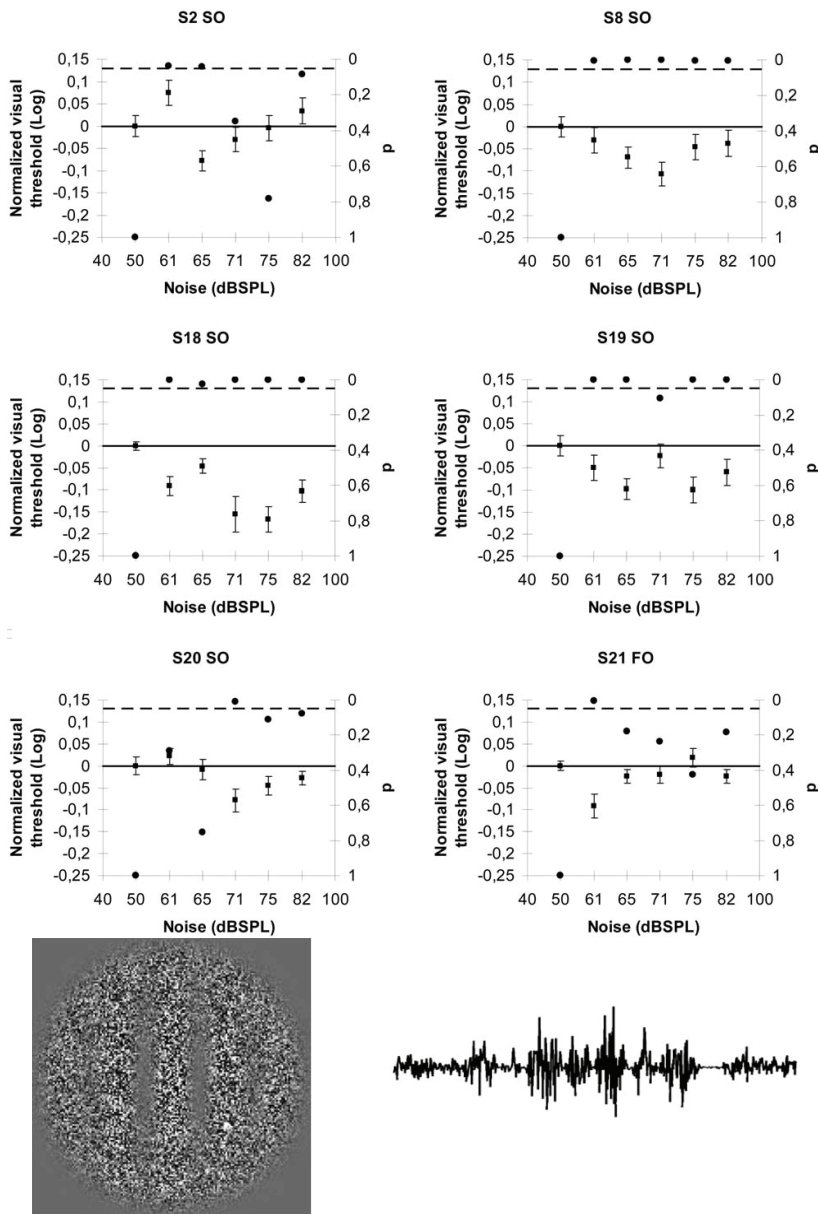 S2 SO
0,15
0,1
0,05
0
-0,05
-0,1
-0,15
-0,2
-0,25
Normalized visual
threshold (Log)
0
0,2
0,4
0,6
0,8
1
p
40 50 61 65 71 75 82 100
Noise (dBSPL)
S8 SO
0,15
0,1
0,05
0
-0,05
-0,1
-0,15
-0,2
-0,25
Normalized visual
threshold (Log)
0
0,2
0,4
0,6
0,8
1
p
40 50 61 65 71 75 82 100
Noise (dBSPL)
S18 SO
0,15
0,1
0,05
0
-0,05
-0,1
-0,15
-0,2
-0,25
Normalized visual
threshold (Log)
0
0,2
0,4
0,6
0,8
1
p
40 50 61 65 71 75 82 100
Noise (dBSPL)
S19 SO
0,15
0,1
0,05
0
-0,05
-0,1
-0,15
-0,2
-0,25
Normalized visual
threshold (Log)
0
0,2
0,4
0,6
0,8
1
p
40 50 61 65 71 75 82 100
Noise (dBSPL)
S20 SO
0,15
0,1
0,05
0
-0,05
-0,1
-0,15
-0,2
-0,25
Normalized visual
threshold (Log)
0
0,2
0,4
0,6
0,8
1
p
40 50 61 65 71 75 82 100
Noise (dBSPL)
S21 FO
0,15
0,1
0,05
0
-0,05
-0,1
-0,15
-0,2
-0,25
Normalized visual
threshold (Log)
0
0,2
0,4
0,6
0,8
1
p
40 50 61 65 71 75 82 100
Noise (dBSPL)